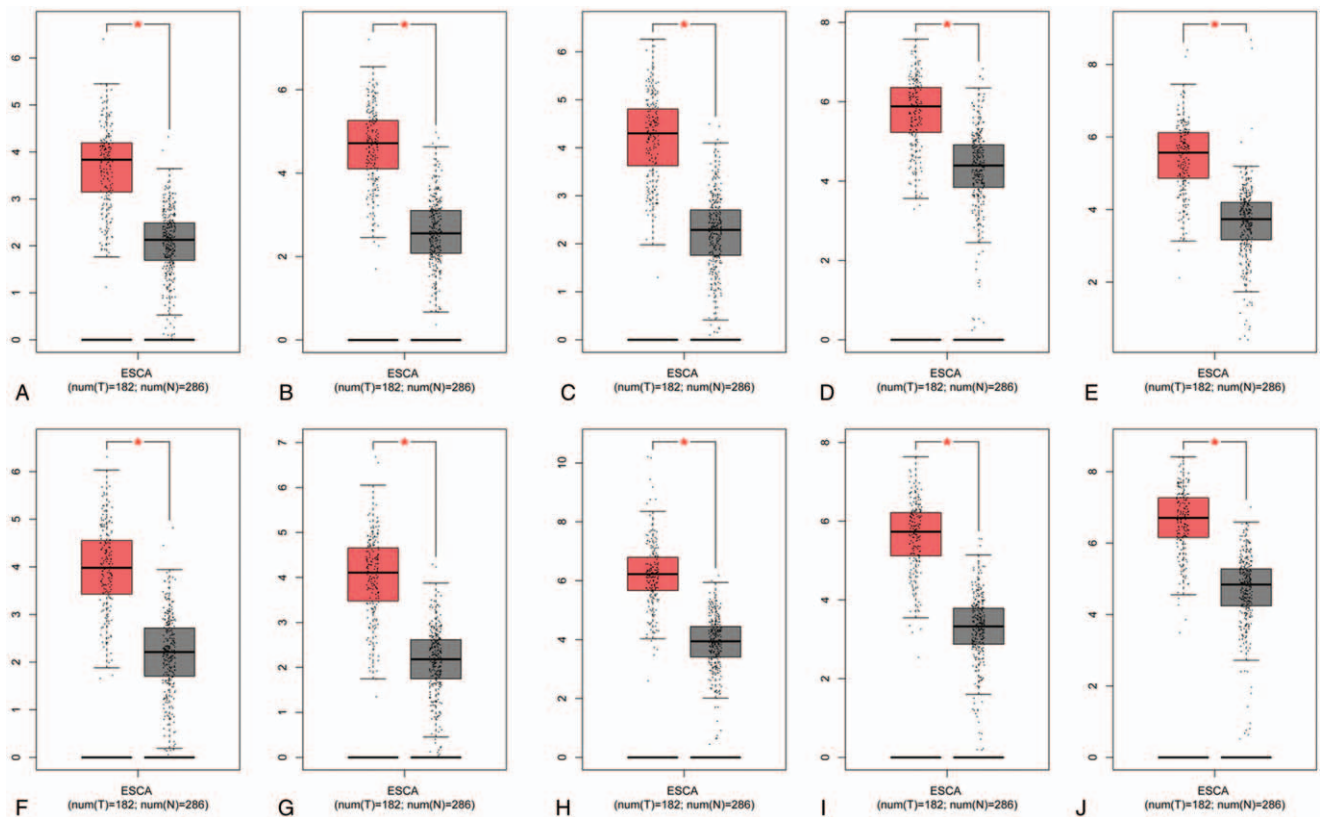 0 1 2 3 4 5 6
*
ESCA
(num(T)=182; num(N)=286)
A
0 2 4 6
*
ESCA
(num(T)=182; num(N)=286)
B
0 1 2 3 4 5 6
*
ESCA
(num(T)=182; num(N)=286)
C
0 2 4 6 8
*
ESCA
(num(T)=182; num(N)=286)
D
2 4 6 8
*
ESCA
(num(T)=182; num(N)=286)
E
0 1 2 3 4 5 6
*
ESCA
(num(T)=182; num(N)=286)
F
0 1 2 3 4 5 6 7
*
ESCA
(num(T)=182; num(N)=286)
G
0 2 4 6 8 10
*
ESCA
(num(T)=182; num(N)=286)
H
0 2 4 6 8
*
ESCA
(num(T)=182; num(N)=286)
I
0 2 4 6 8
*
ESCA
(num(T)=182; num(N)=286)
J